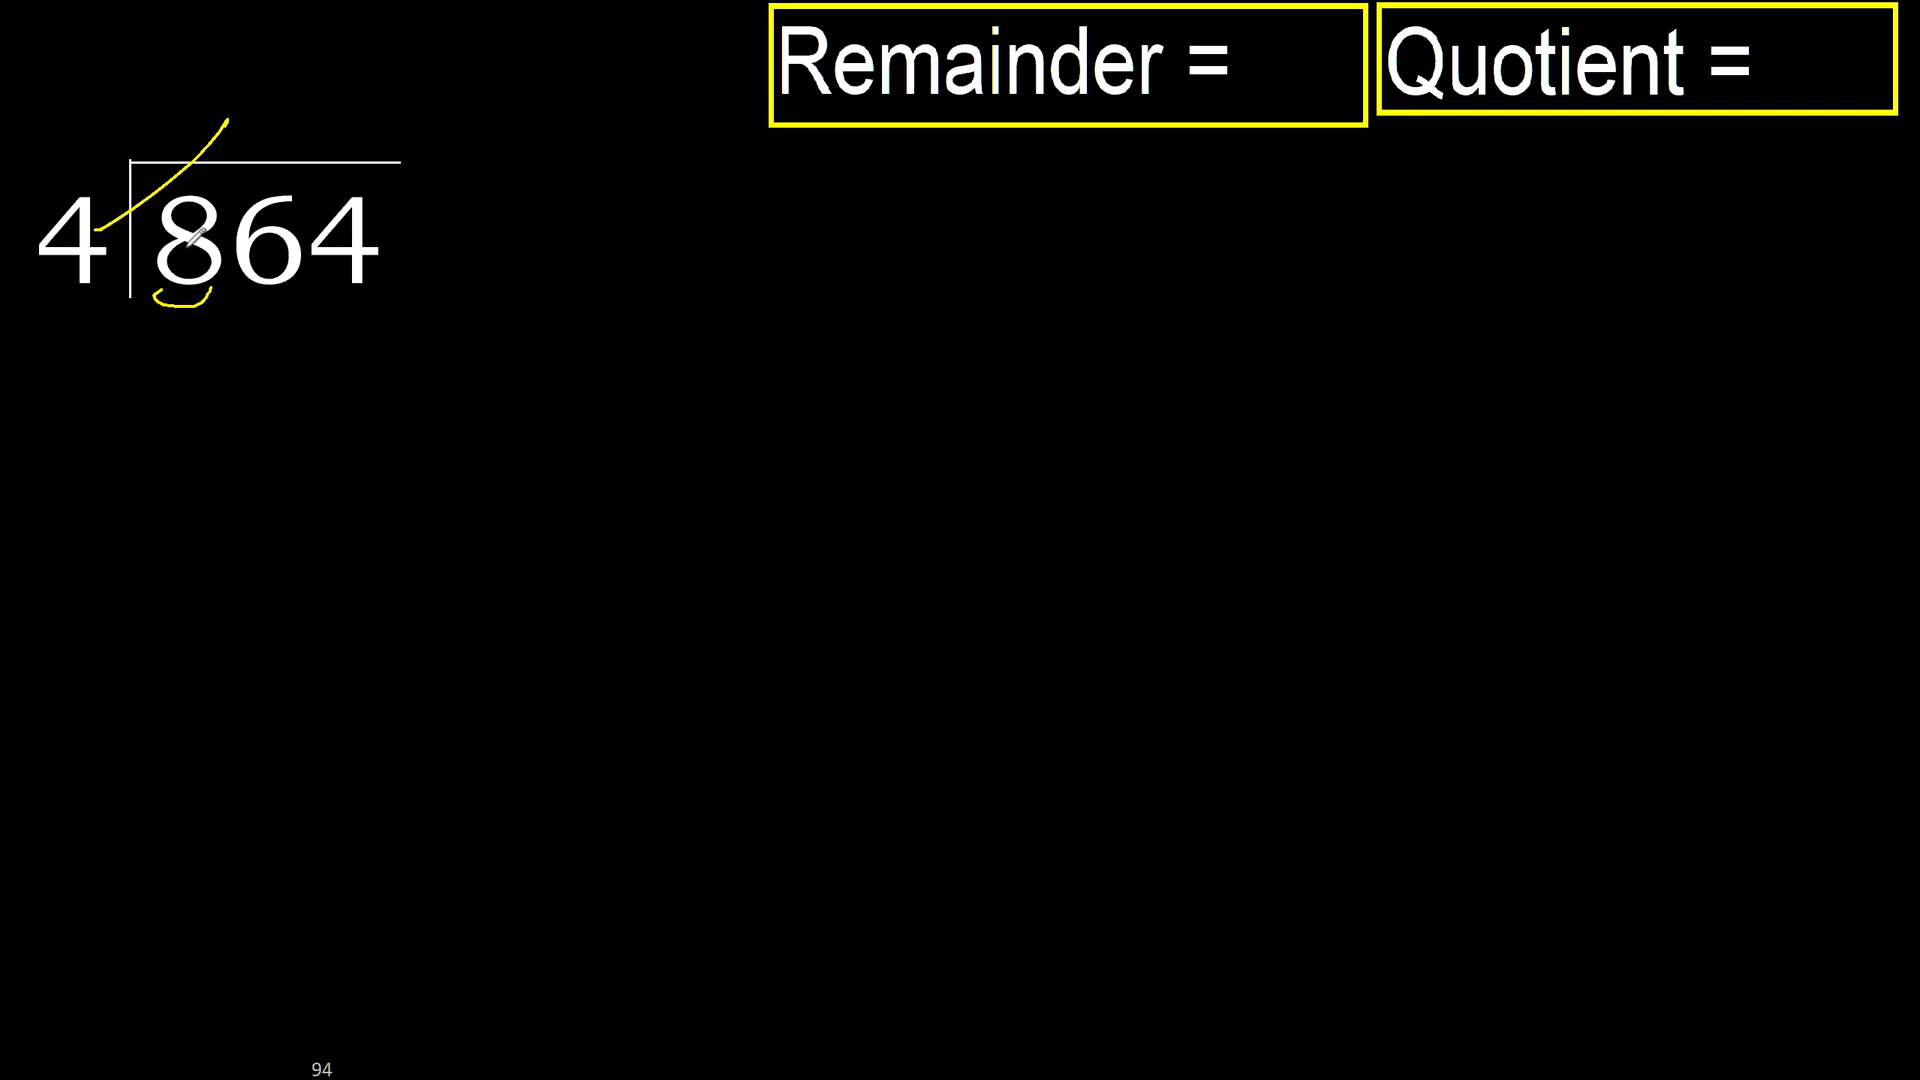 Remainder =
Quotient =
4 864
94